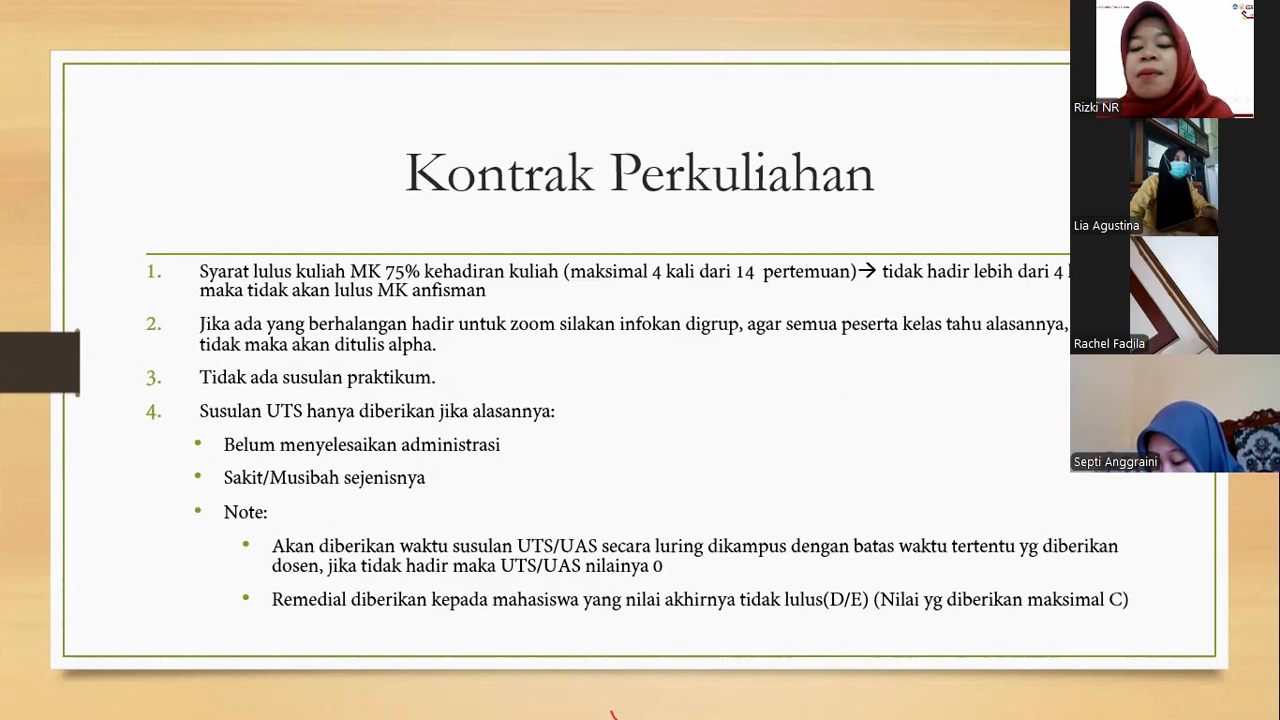 Kontrak Perkuliahan
1. Syarat lulus kuliah MK 75% kehadiran kuliah (maksimal 4 kali dari 14 pertemuan)→ tidak hadir lebih dari 4
maka tidak akan lulus MK anfisman
2. Jika ada yang berhalangan hadir untuk zoom silakan infokan digrup, agar semua peserta kelas tahu alasannya,
tidak maka akan ditulis alpha.
3. Tidak ada susulan praktikum.
4. Susulan UTS hanya diberikan jika alasannya:
• Belum menyelesaikan administrasi
• Sakit/Musibah sejenisnya
• Note:
• Akan diberikan waktu susulan UTS/UAS secara luring dikampus dengan batas waktu tertentu yg diberikan
dosen, jika tidak hadir maka UTS/UAS nilainya 0
• Remedial diberikan kepada mahasiswa yang nilai akhirnya tidak lulus(D/E) (Nilai yg diberikan maksimal C)
Rizki NR
Lia Agustina
Rachel Fadila
Septi Anggraini